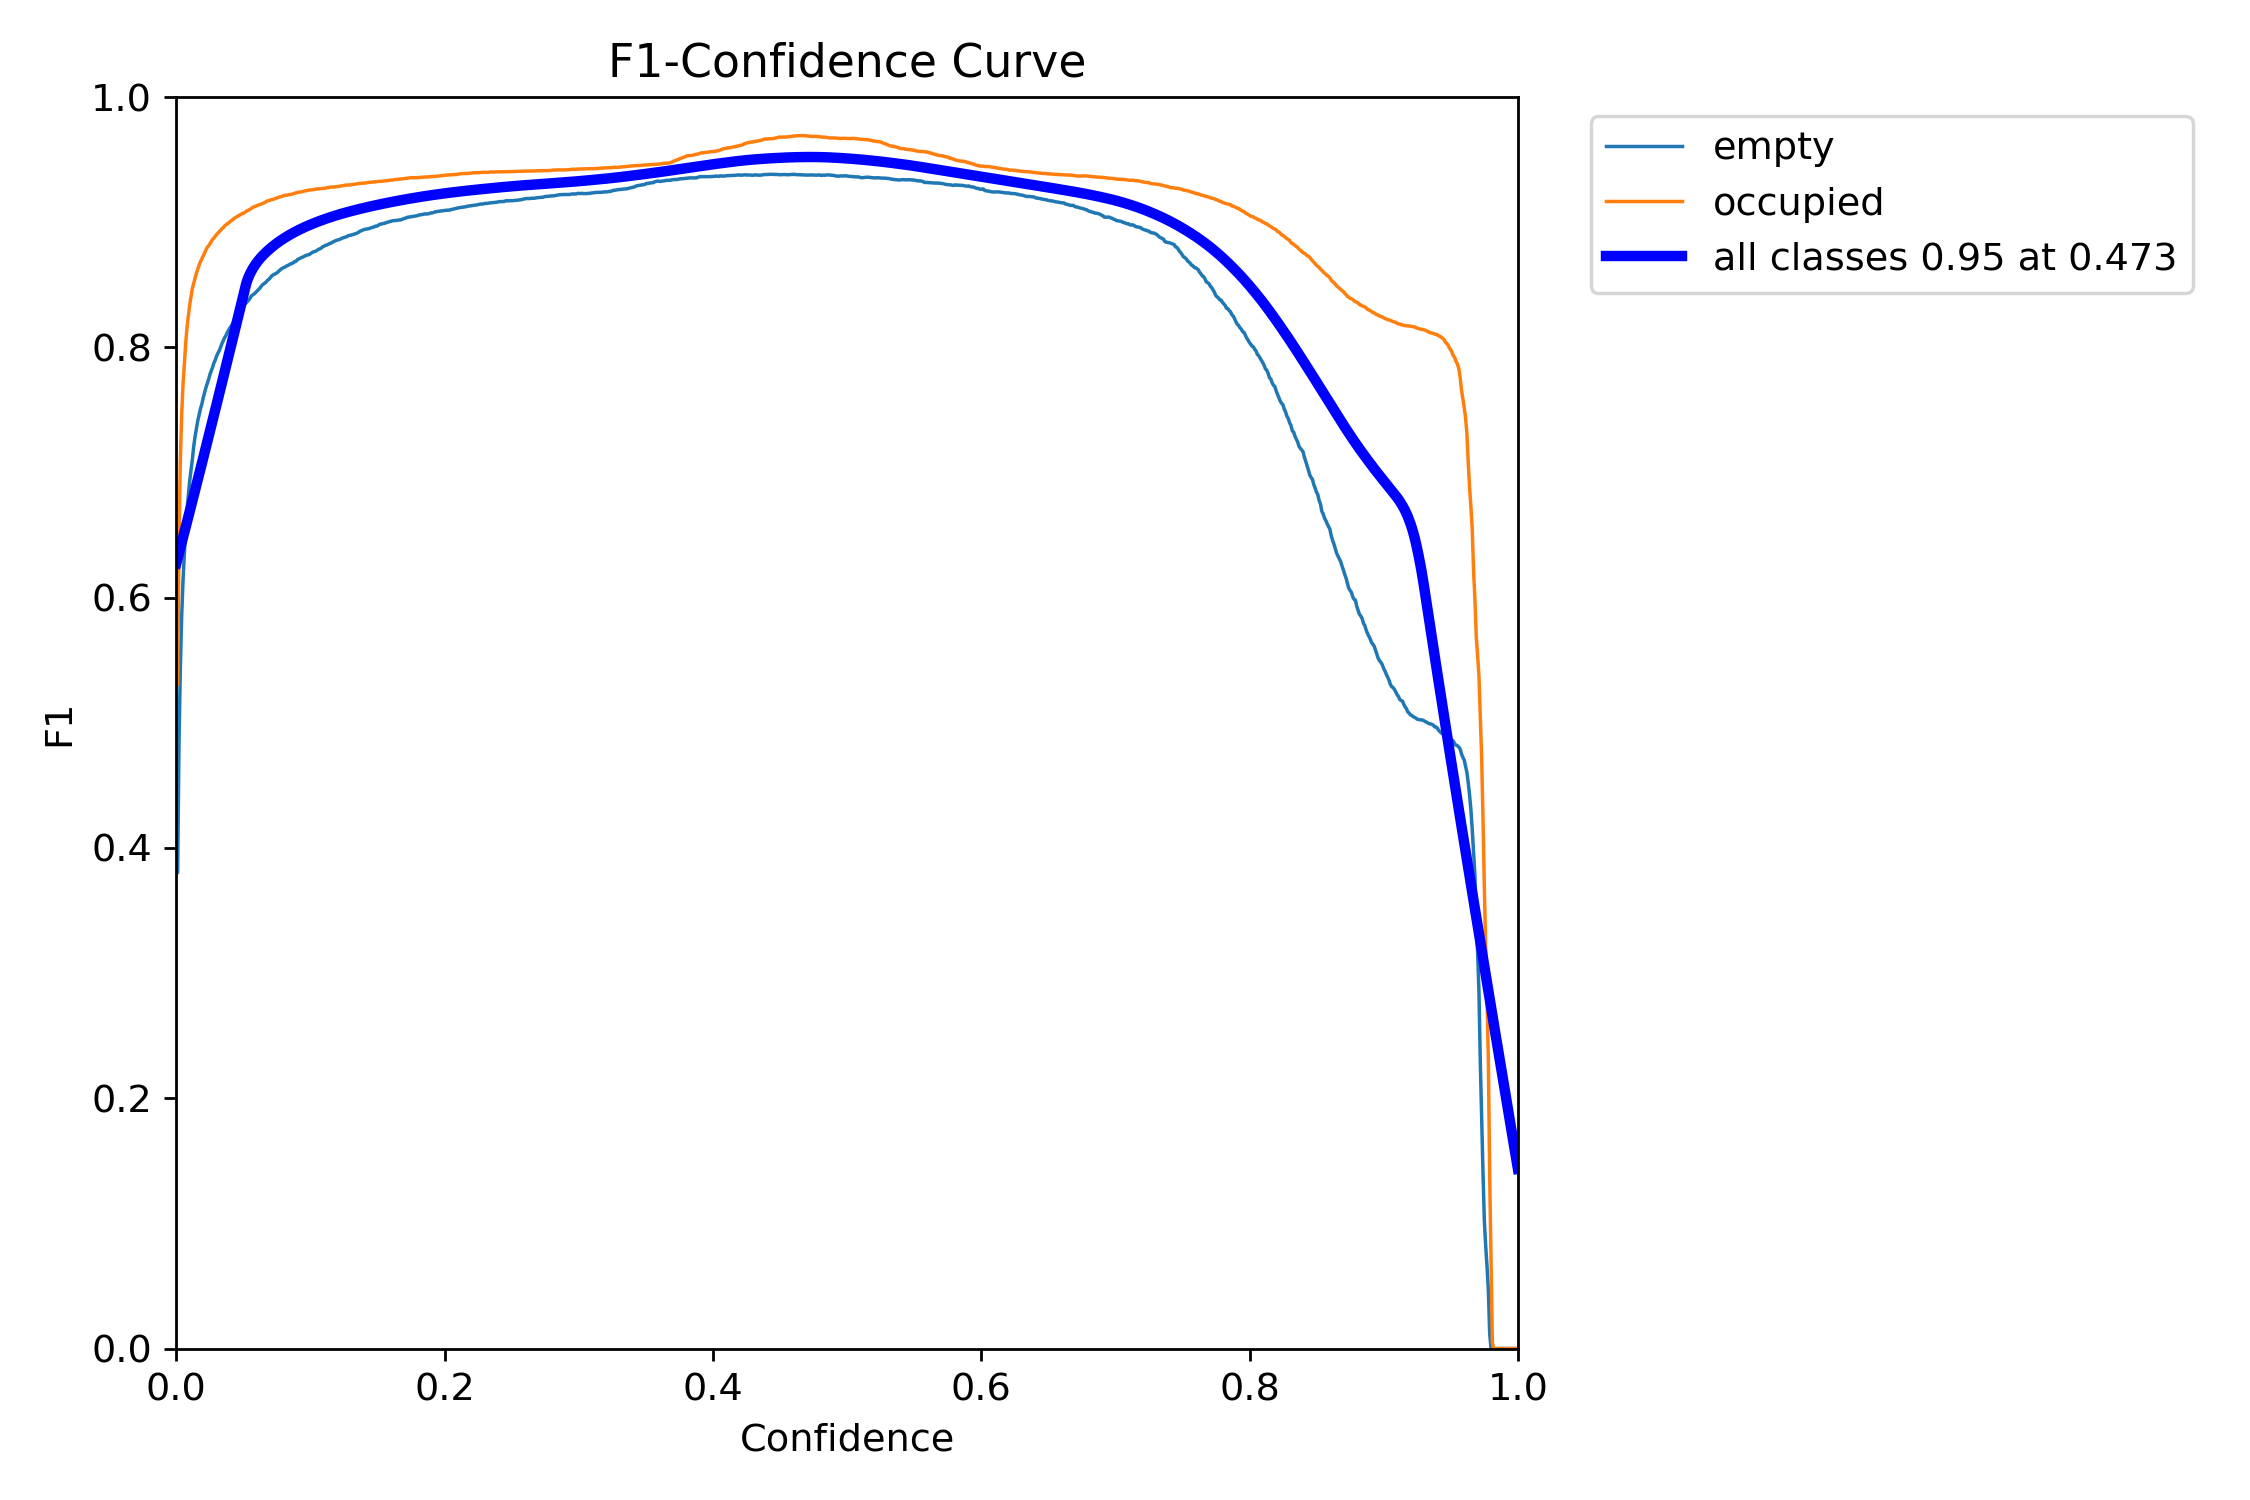 F1-Confidence Curve
1.0
0.8
0.6
0.4
0.2
0.0
F1
0.0 0.2 0.4 0.6 0.8 1.0
Confidence
empty
occupied
all classes 0.95 at 0.473